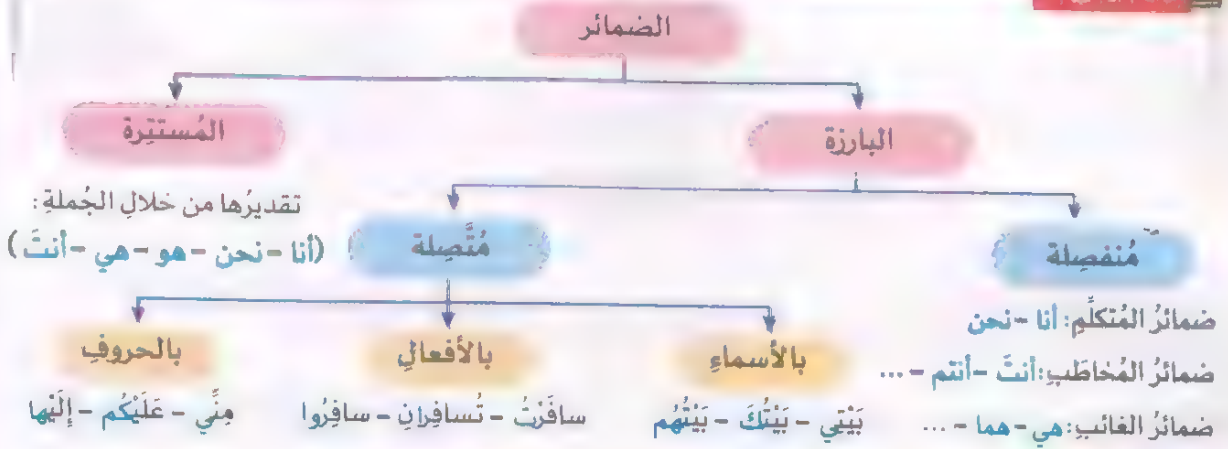 الضمائر
البارزة
المُستتِرة
مُنفصِلة
ضمائرُ المُتكلِّمِ: أنا - نحن
ضمائرُ المُخاطَبِ: أنتَ - أنتم - ...
ضمائرُ الغائبِ: هي - هما - ...
مُتَّصِلة
بالأسماءِ
بَيْتِي - بَيْتُكَ - بَيْتُهُم
بالأفعالِ
سافَرْتُ - تُسافِرانِ - سافِرُوا
بالحروفِ
مِنِّي - عَلَيْكُم - إِلَيْها
تقديرُها من خلالِ الجُملةِ:
(أنا - نحن - هو - هي - أنتَ)